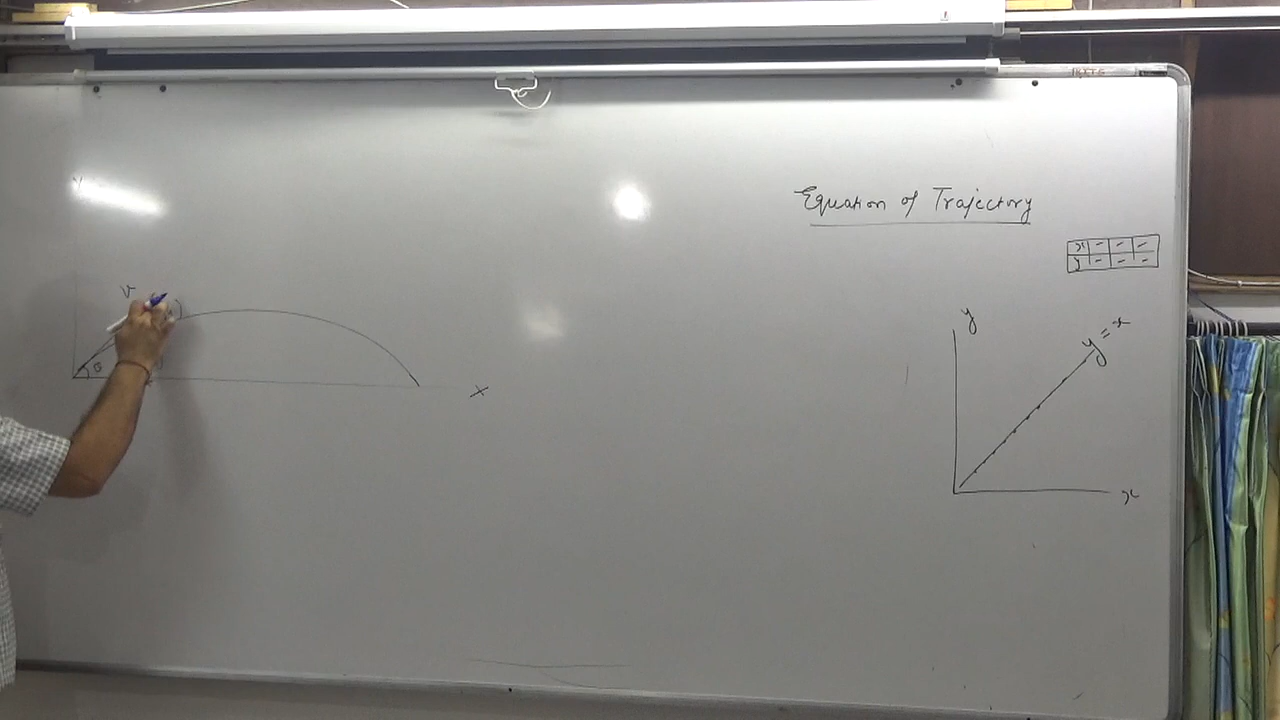 Equation of Trajectory
x - - -
y - - -
y
v
y = x
θ
X
x